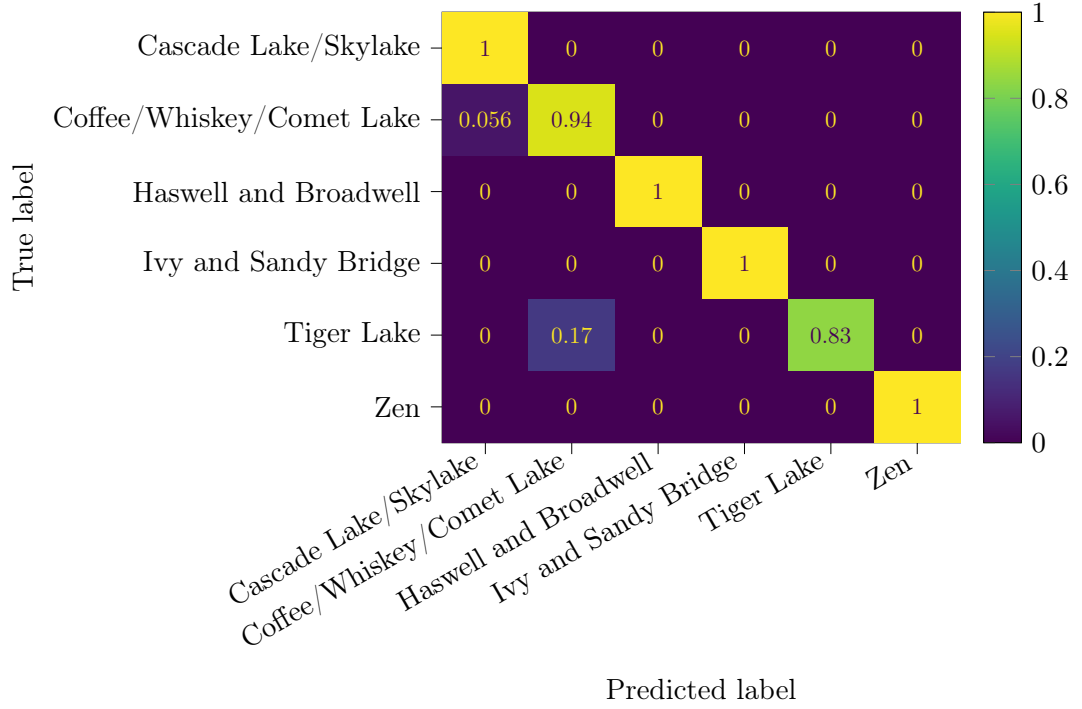 Cascade Lake/Skylake 1 0 0 0 0 0
Coffee/Whiskey/Comet Lake 0.056 0.94 0 0 0 0
Haswell and Broadwell 0 0 1 0 0 0
Ivy and Sandy Bridge 0 0 0 1 0 0
Tiger Lake 0 0.17 0 0 0.83 0
Zen 0 0 0 0 0 1
True label
Cascade Lake/Skylake
Coffee/Whiskey/Comet Lake
Haswell and Broadwell
Ivy and Sandy Bridge
Tiger Lake
Zen
Predicted label
1
0.8
0.6
0.4
0.2
0